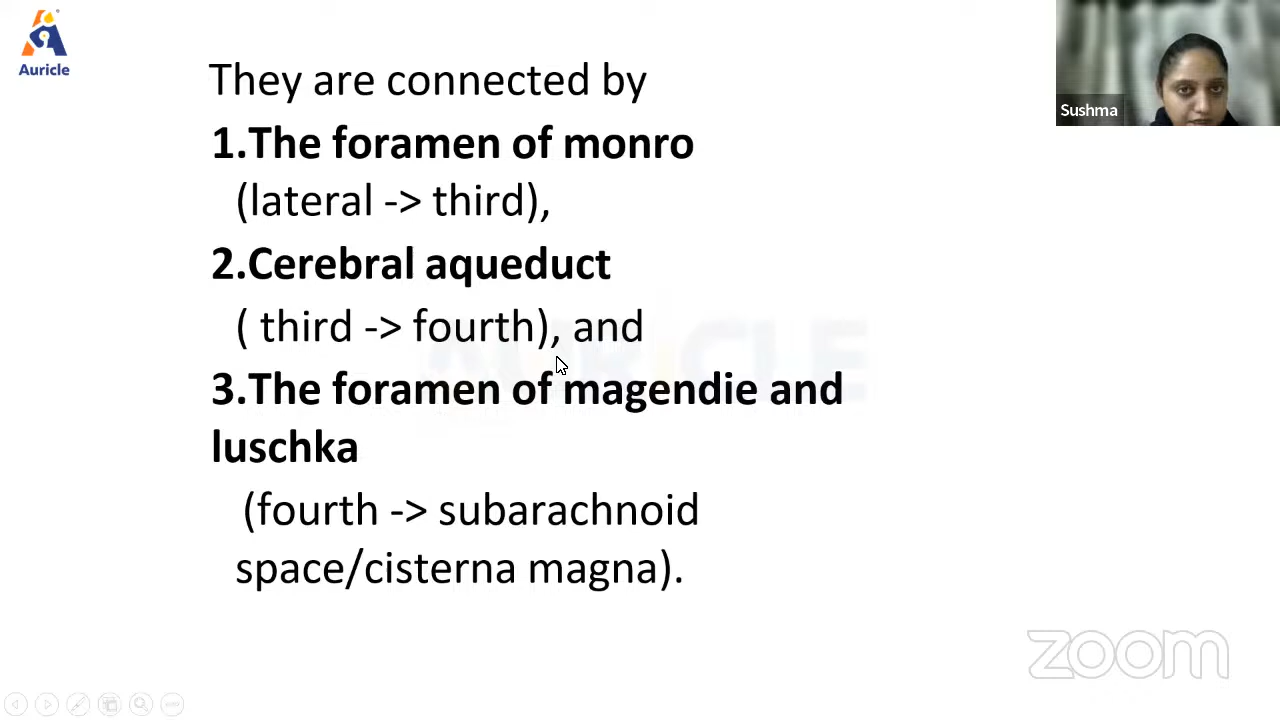 Auricle
They are connected by
1.The foramen of monro
(lateral -> third),
2.Cerebral aqueduct
( third -> fourth), and
3.The foramen of magendie and
luschka
(fourth -> subarachnoid
space/cisterna magna).
Sushma
AURICLE
zoom